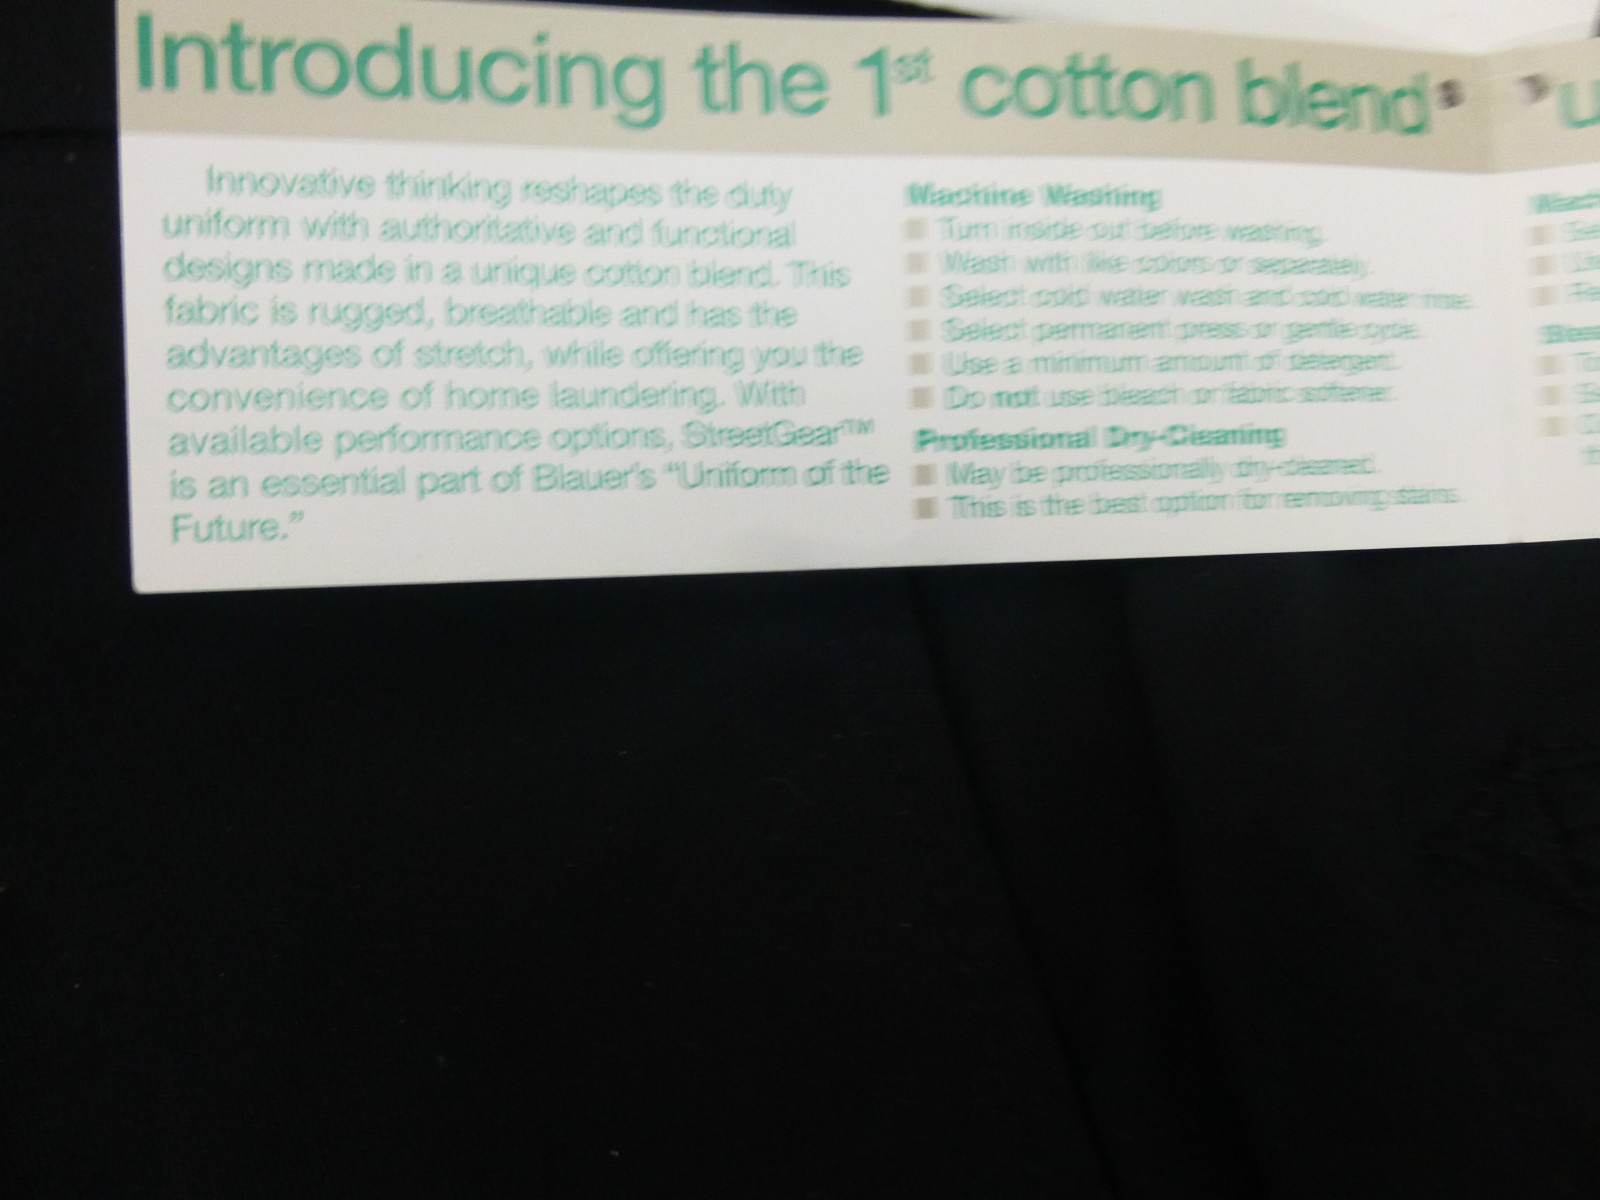 Introducing the 1st cotton blend
Innovative thinking reshapes the duty
uniform with authoritative and functional
designs made in a unique cotton blend. This
fabric is rugged, breathable and has the
advantages of stretch, while offering you the
convenience of home laundering. With
available performance options, StreetGear™
is an essential part of Blauer's “Uniform of the
Future.”
Machine Washing
Turn inside out before washing.
Wash with like colors or separately.
Select cold water wash and cold water rinse.
Select permanent press or gentle cycle.
Use a minimum amount of detergent.
Do not use bleach or fabric softener.
Professional Dry-Cleaning
May be professionally dry-cleaned.
This is the best option for removing stains.